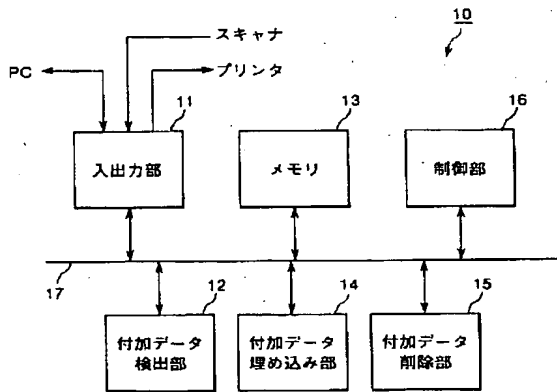 スキャナ
10
PC
プリンタ
11
13
16
入出力部
メモリ
制御部
17
12
14
15
付加データ
検出部
付加データ
埋め込み部
付加データ
削除部